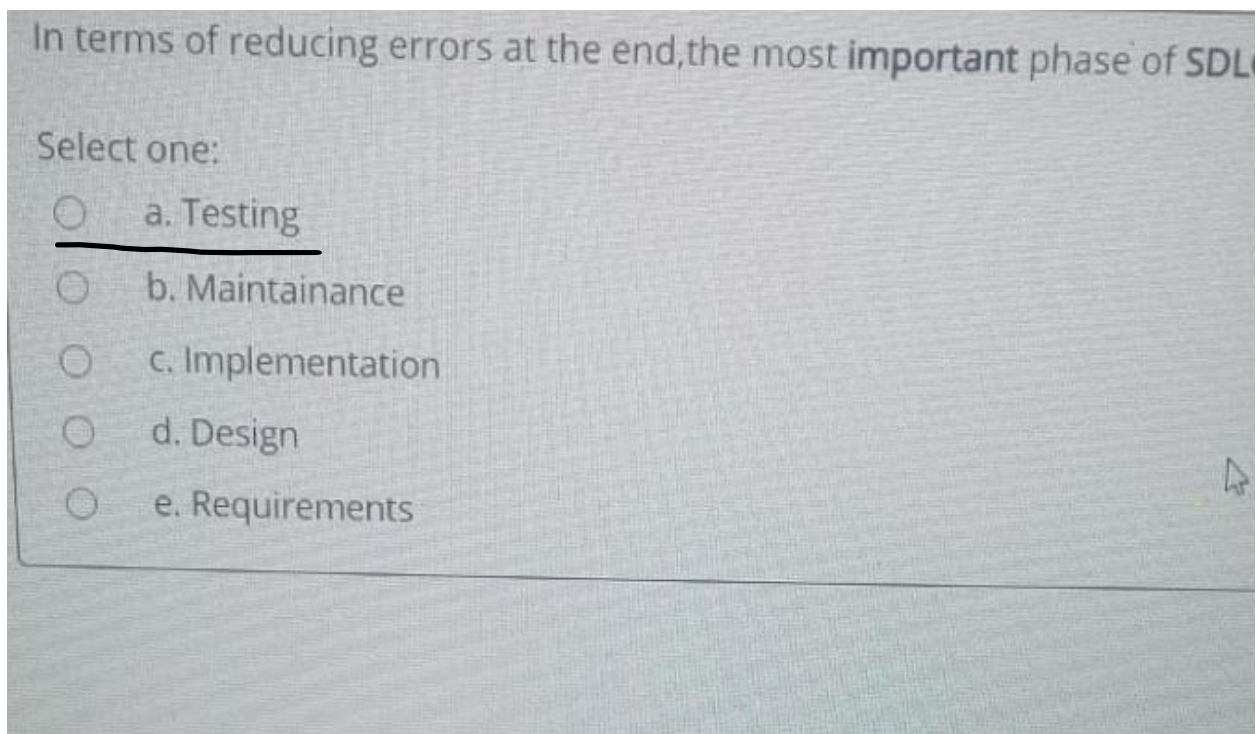 In terms of reducing errors at the end,the most important phase of SDL
Select one:
a. Testing
b. Maintainance
c. Implementation
d. Design
e. Requirements